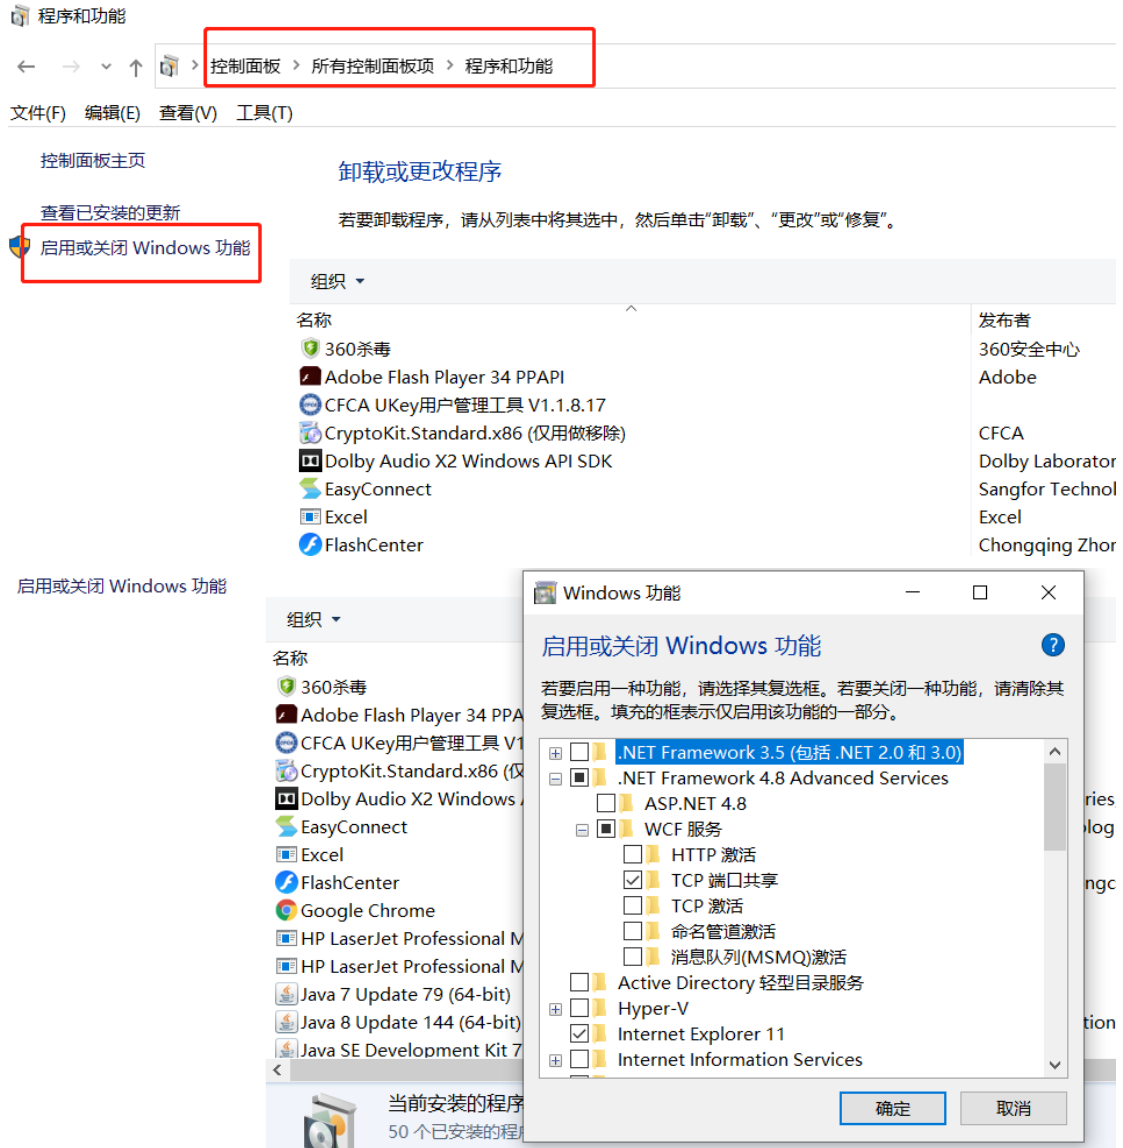 程序和功能
控制面板 > 所有控制面板项 > 程序和功能
文件(F) 编辑(E) 查看(V) 工具(T)
控制面板主页
查看已安装的更新
启用或关闭 Windows 功能
卸载或更改程序
若要卸载程序，请从列表中将其选中，然后单击“卸载”、“更改”或“修复”。
组织
名称 发布者
360杀毒 360安全中心
Adobe Flash Player 34 PPAPI Adobe
CFCA UKey用户管理工具 V1.1.8.17
CryptoKit.Standard.x86 (仅用做移除) CFCA
Dolby Audio X2 Windows API SDK Dolby Laborator
EasyConnect Sangfor Technol
Excel Excel
FlashCenter Chongqing Zhor
启用或关闭 Windows 功能
组织
名称
360杀毒
Adobe Flash Player 34 PPA
CFCA UKey用户管理工具 V1
CryptoKit.Standard.x86 (仅
Dolby Audio X2 Windows
EasyConnect
Excel
FlashCenter
Google Chrome
HP LaserJet Professional M
HP LaserJet Professional M
Java 7 Update 79 (64-bit)
Java 8 Update 144 (64-bit)
Java SE Development Kit 7
当前安装的程序
50 个已安装的程序
Windows 功能
启用或关闭 Windows 功能
若要启用一种功能，请选择其复选框。若要关闭一种功能，请清除其
复选框。填充的框表示仅启用该功能的一部分。
.NET Framework 3.5 (包括 .NET 2.0 和 3.0)
.NET Framework 4.8 Advanced Services
ASP.NET 4.8
WCF 服务
HTTP 激活
TCP 端口共享
TCP 激活
命名管道激活
消息队列(MSMQ)激活
Active Directory 轻型目录服务
Hyper-V
Internet Explorer 11
Internet Information Services
确定 取消
ries
log
ngc
tion